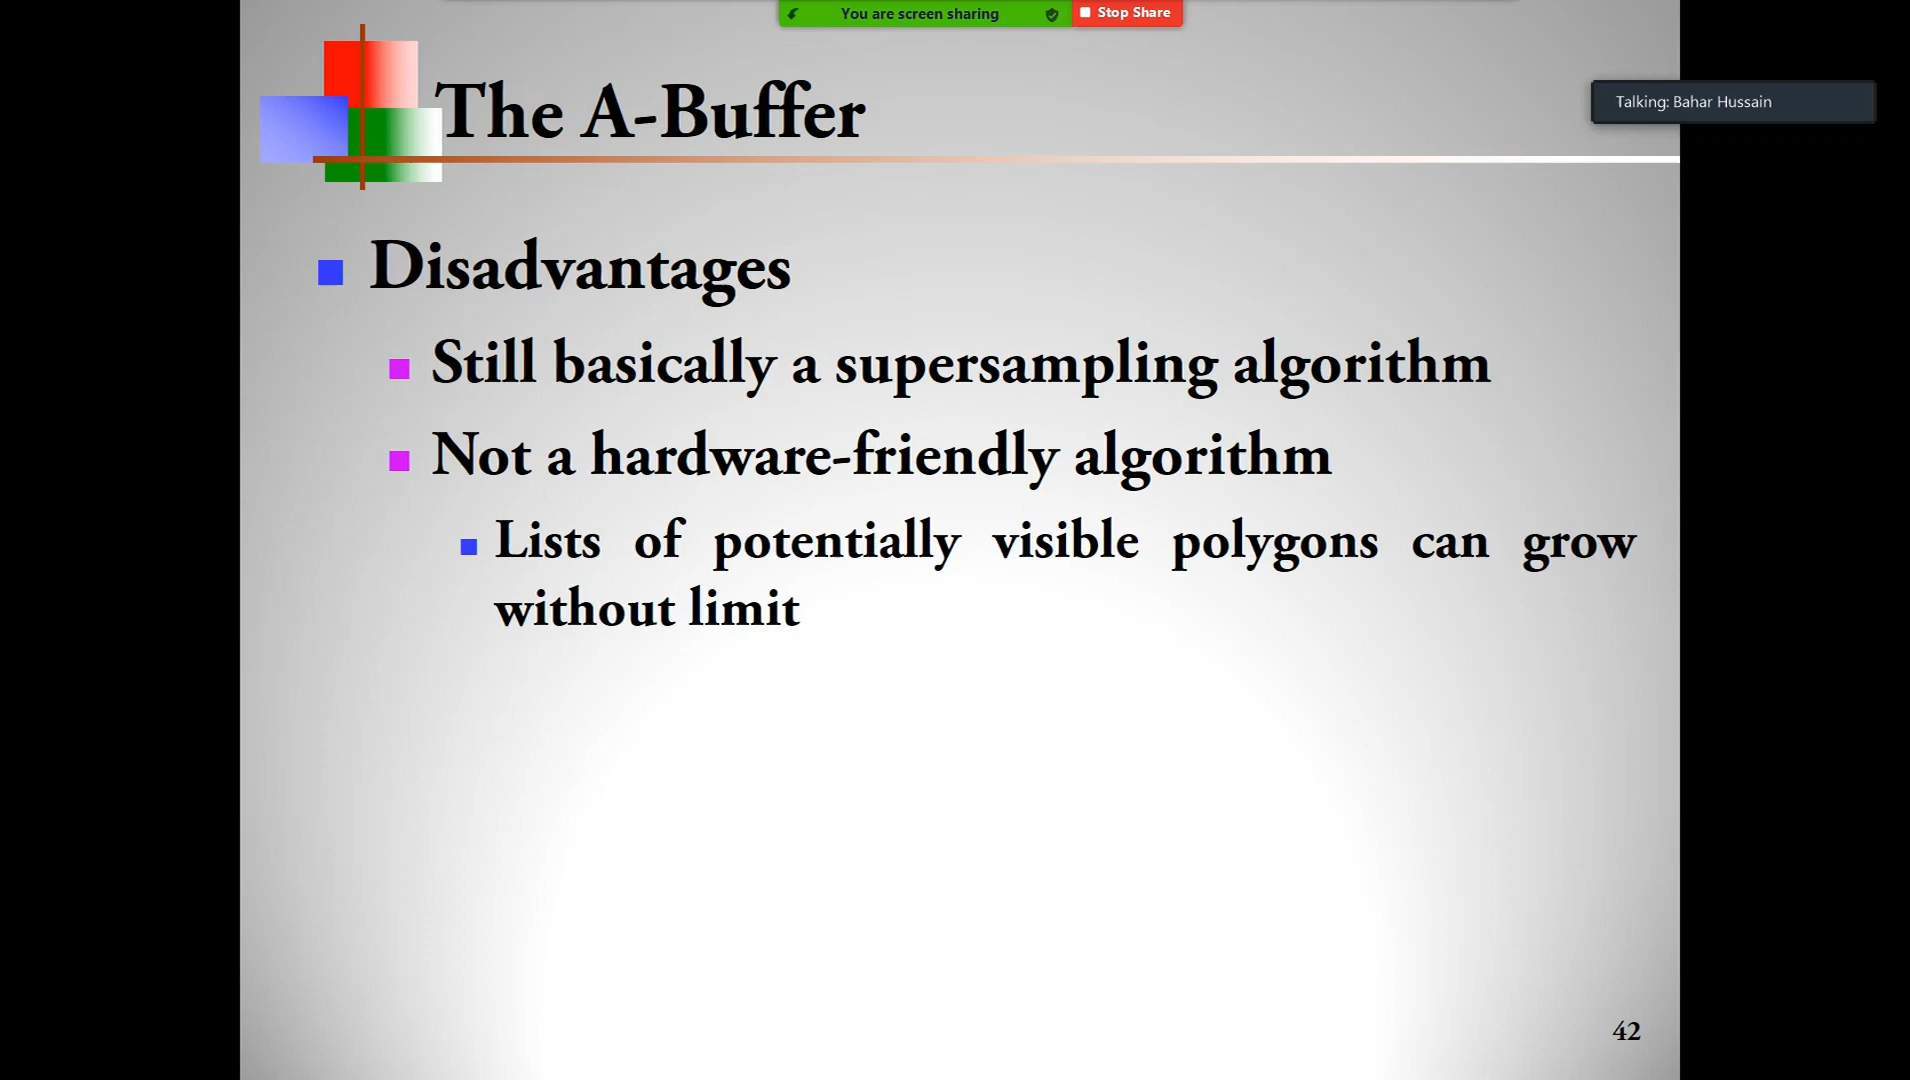 You are screen sharing
Stop Share
The A-Buffer
Talking: Bahar Hussain
Disadvantages
Still basically a supersampling algorithm
Not a hardware-friendly algorithm
Lists of potentially visible polygons can grow
without limit
42